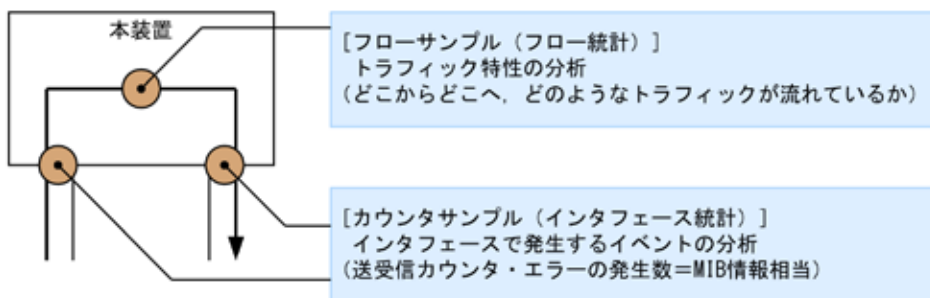 本装置
[フローサンプル（フロー統計）]
トラフィック特性の分析
（どこからどこへ，どのようなトラフィックが流れているか）
[カウンタサンプル（インタフェース統計）]
インタフェースで発生するイベントの分析
（送受信カウンタ・エラーの発生数＝MIB情報相当）